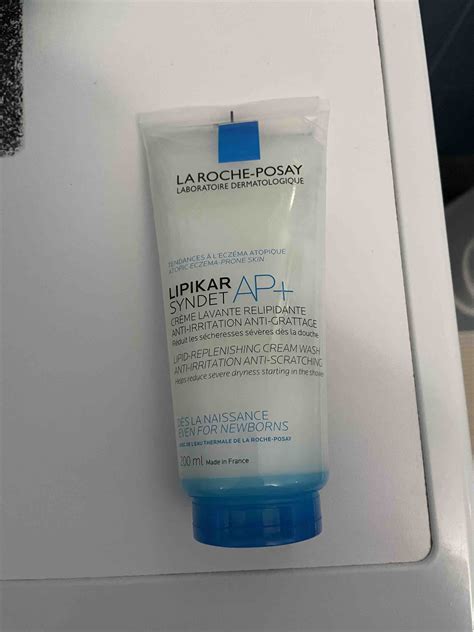 LA ROCHE-POSAY
LABORATOIRE DERMATOLOGIQUE
TENDANCES À L'ECZÉMA ATOPIQUE
ATOPIC ECZEMA-PRONE SKIN
LIPIKAR
SYNDET AP+
CRÈME LAVANTE RELIPIDANTE
ANTI-IRRITATION ANTI-GRATTAGE
Réduit les sécheresses sévères dès la douche
LIPID-REPLENISHING CREAM WASH
ANTI-IRRITATION ANTI-SCRATCHING
Helps reduce severe dryness starting in the shower
DÈS LA NAISSANCE
EVEN FOR NEWBORNS
AVEC DE L'EAU THERMALE DE LA ROCHE-POSAY
200 ml Made in France